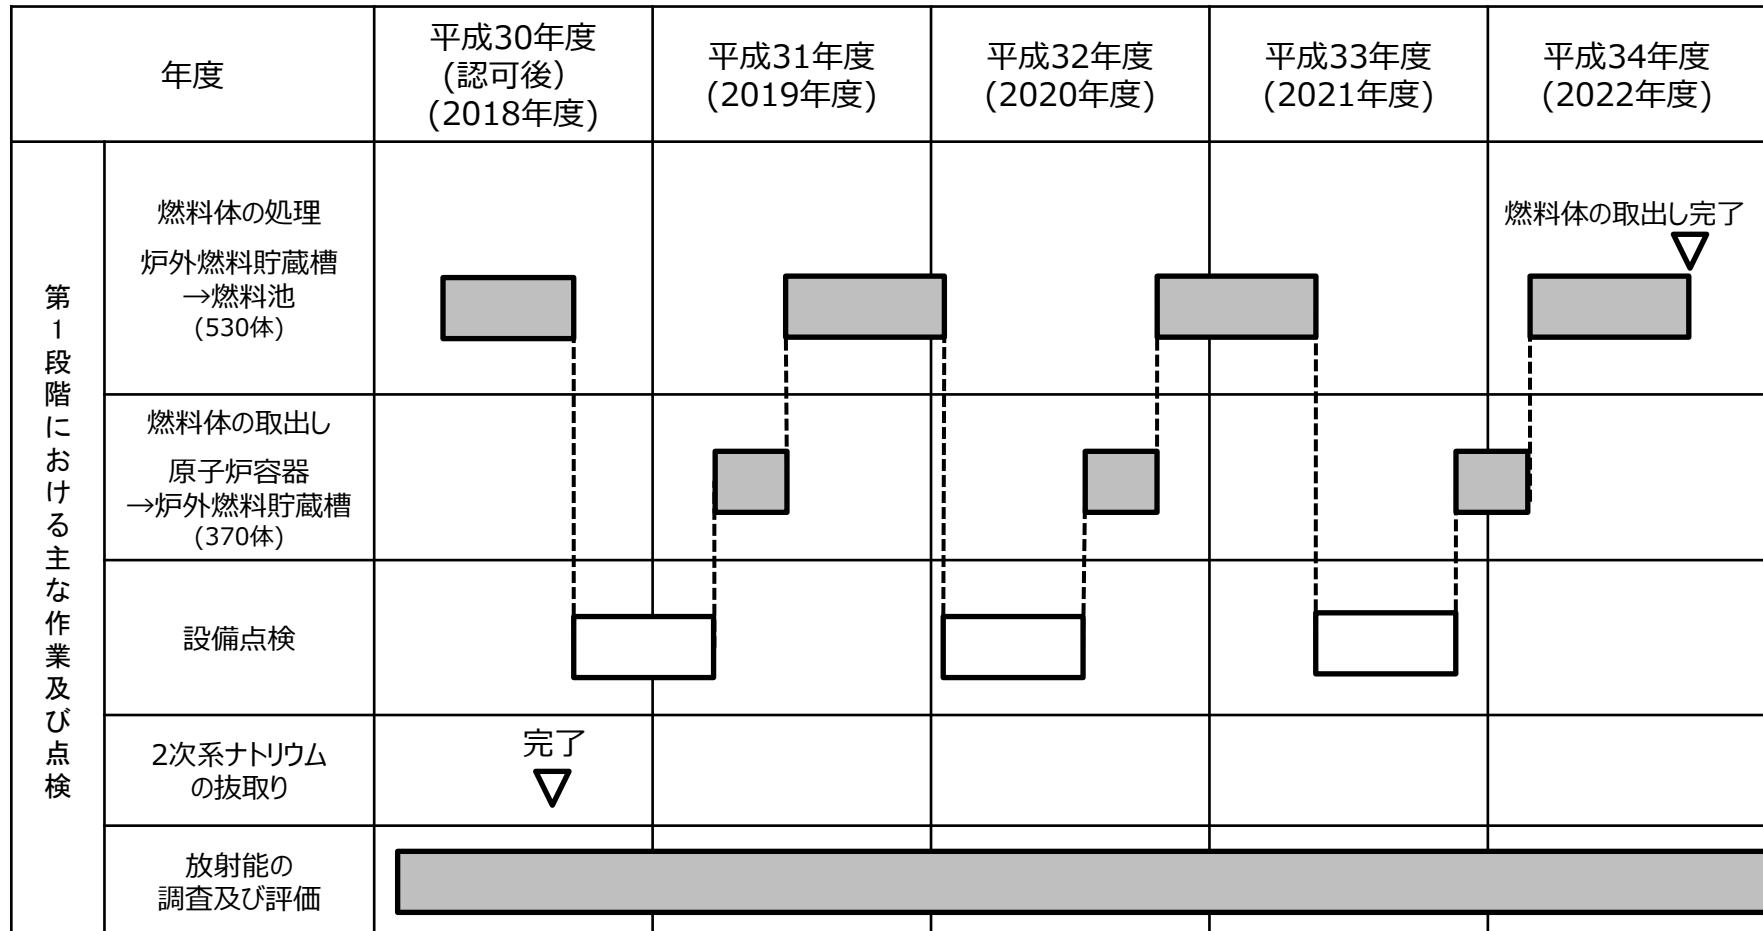 年度
平成30年度
(認可後）
(2018年度)
平成31年度
(2019年度)
平成32年度
(2020年度)
平成33年度
(2021年度)
平成34年度
(2022年度)
第1段階における主な作業及び点検
燃料体の処理
炉外燃料貯蔵槽
→燃料池
(530体)
燃料体の取出し完了
燃料体の取出し
原子炉容器
→炉外燃料貯蔵槽
(370体)
設備点検
2次系ナトリウム
の抜取り
完了
放射能の
調査及び評価